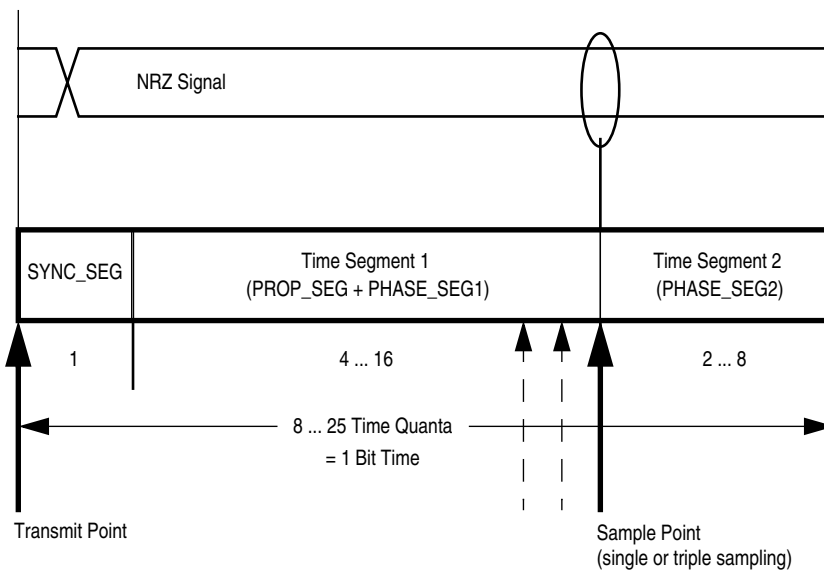 NRZ Signal
SYNC_SEG
Time Segment 1
(PROP_SEG + PHASE_SEG1)
Time Segment 2
(PHASE_SEG2)
1
4 ... 16
2 ... 8
8 ... 25 Time Quanta
= 1 Bit Time
Transmit Point
Sample Point
(single or triple sampling)